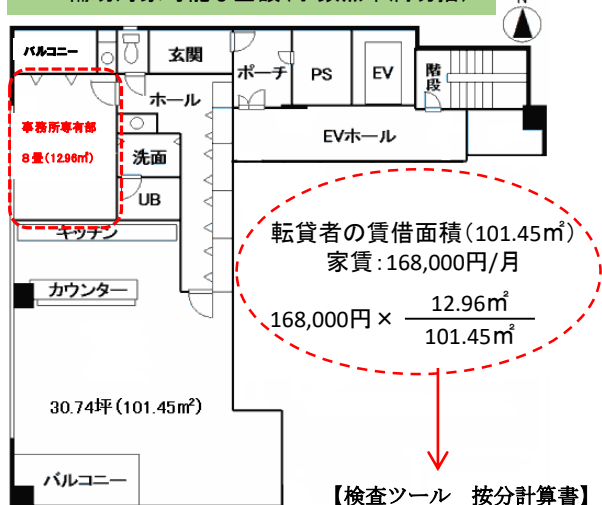 N
バルコニー
玄関
ポーチ
PS
EV
階段
ホール
事務所専有部
8畳(12.96㎡)
洗面
EVホール
UB
キッチン
カウンター
転貸者の賃借面積(101.45㎡)
家賃:168,000円/月
168,000円× 12.96㎡
101.45㎡
30.74坪(101.45m²)
バルコニー
【検査ツール 按分計算書】